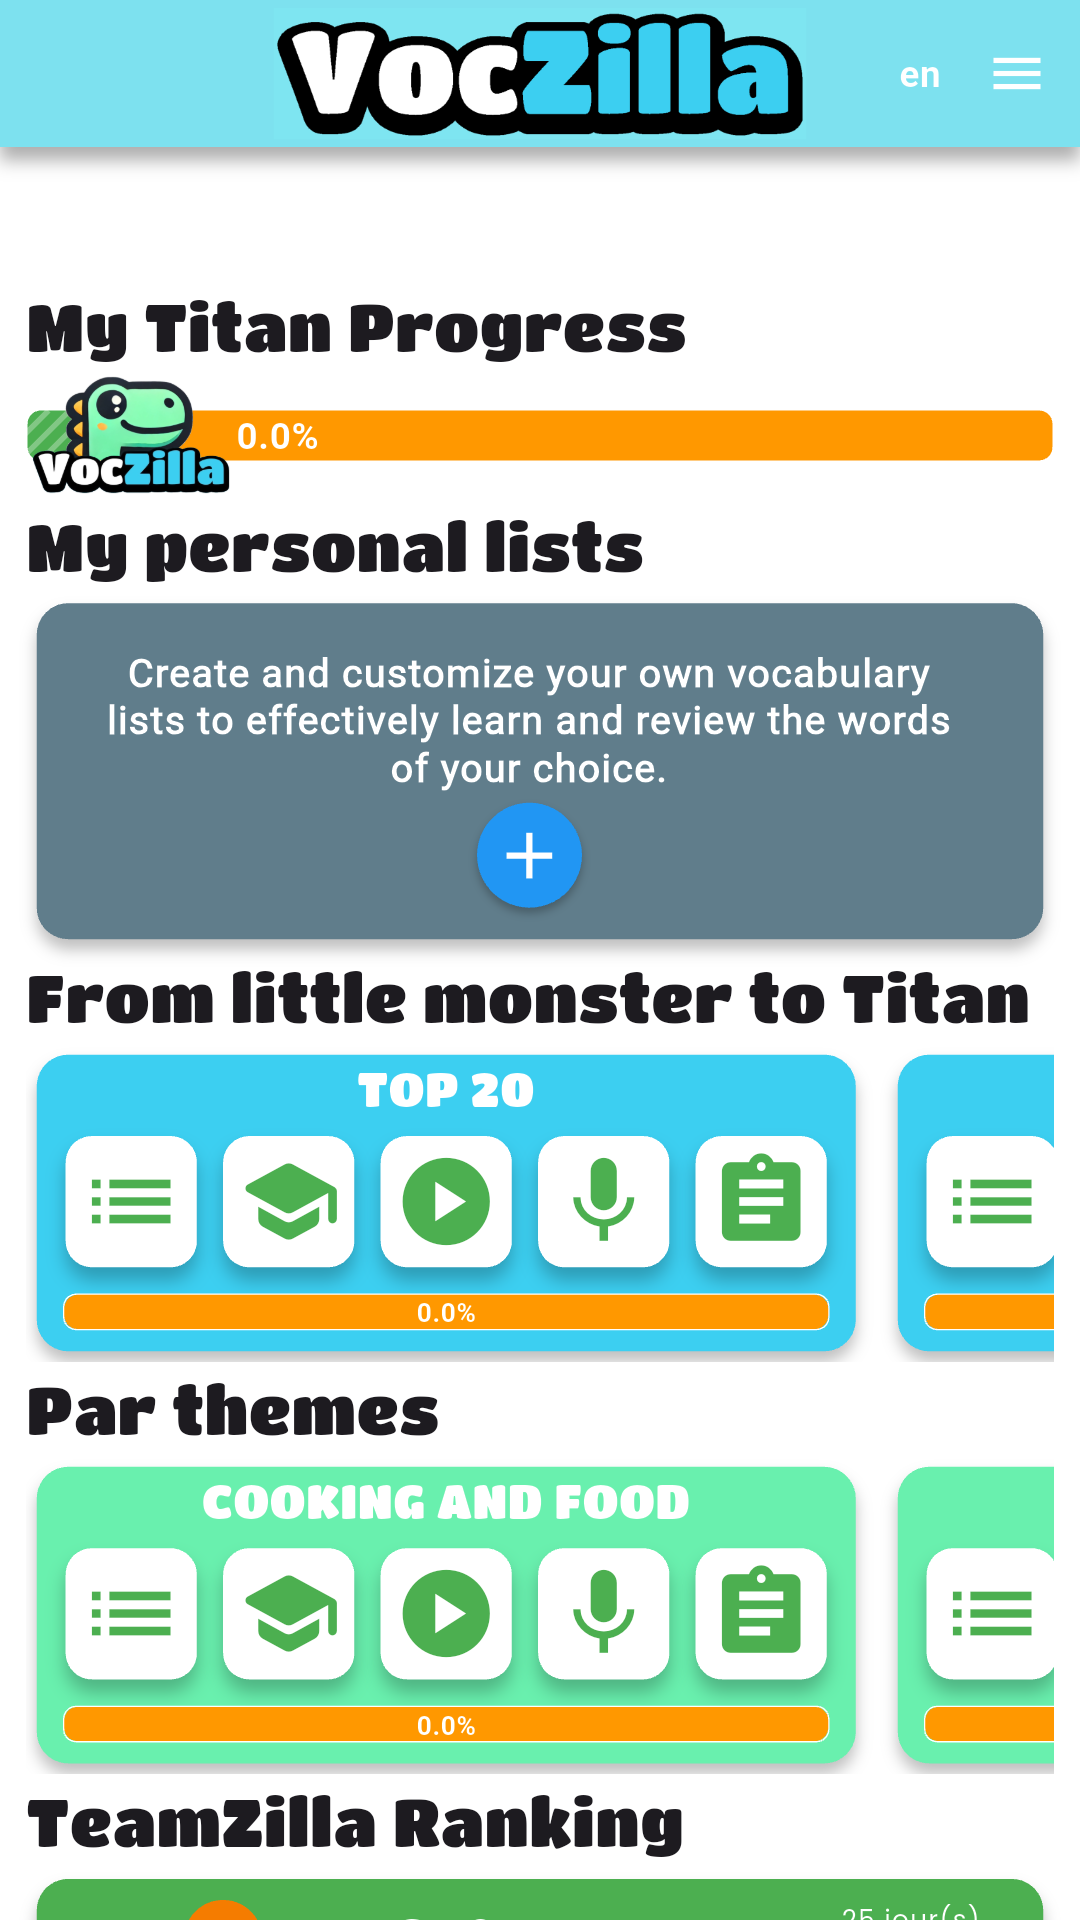 VocZilla
en
My Titan Progress
0.0%
VocZilla
My personal lists
Create and customize your own vocabulary
lists to effectively learn and review the words
of your choice.
From little monster to Titan
TOP 20
0.0%
Par themes
COOKING AND FOOD
0.0%
TeamZilla Ranking
25 jour(s)